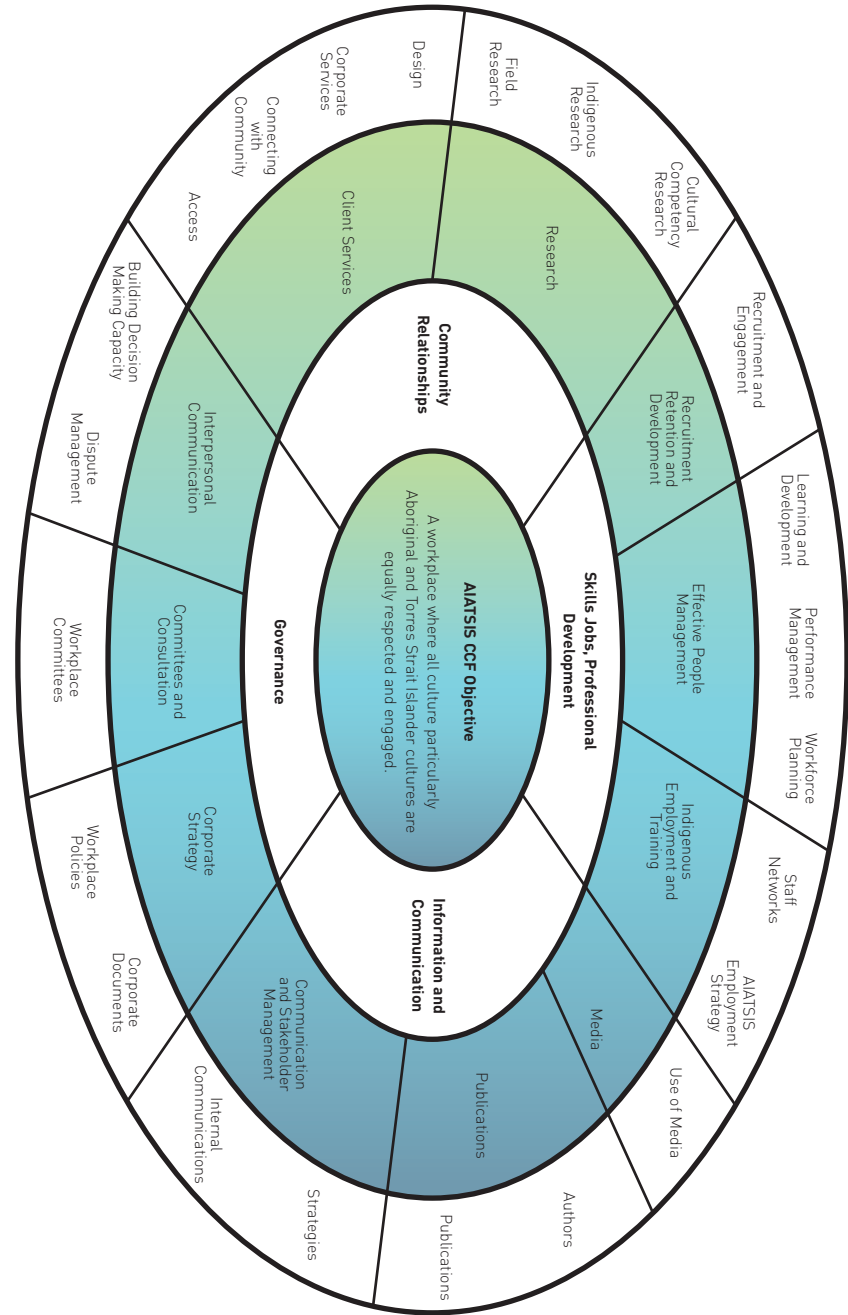 AIATSIS CCF Objective
A workplace where all culture particularly
Aboriginal and Torres Strait Islander cultures are
equally respected and engaged.
Skills Jobs, Professional
Development
Information and
Communication
Governance
Community
Relationships
Research
Recruitment
Retention and
Development
Effective People
Management
Indigenous
Employment and
Training
Media
Publications
Communication
and Stakeholder
Management
Corporate
Strategy
Committees and
Consultation
Interpersonal
Communication
Client Services
Field
Research
Indigenous
Research
Cultural
Competency
Research
Recruitment and
Engagement
Learning and
Development
Performance
Management
Workforce
Planning
Staff
Networks
AIATSIS
Employment
Strategy
Use of Media
Authors
Publications
Strategies
Internal
Communications
Corporate
Documents
Workplace
Policies
Workplace
Committees
Dispute
Management
Building Decision
Making Capacity
Access
Connecting
with
Community
Corporate
Services
Design